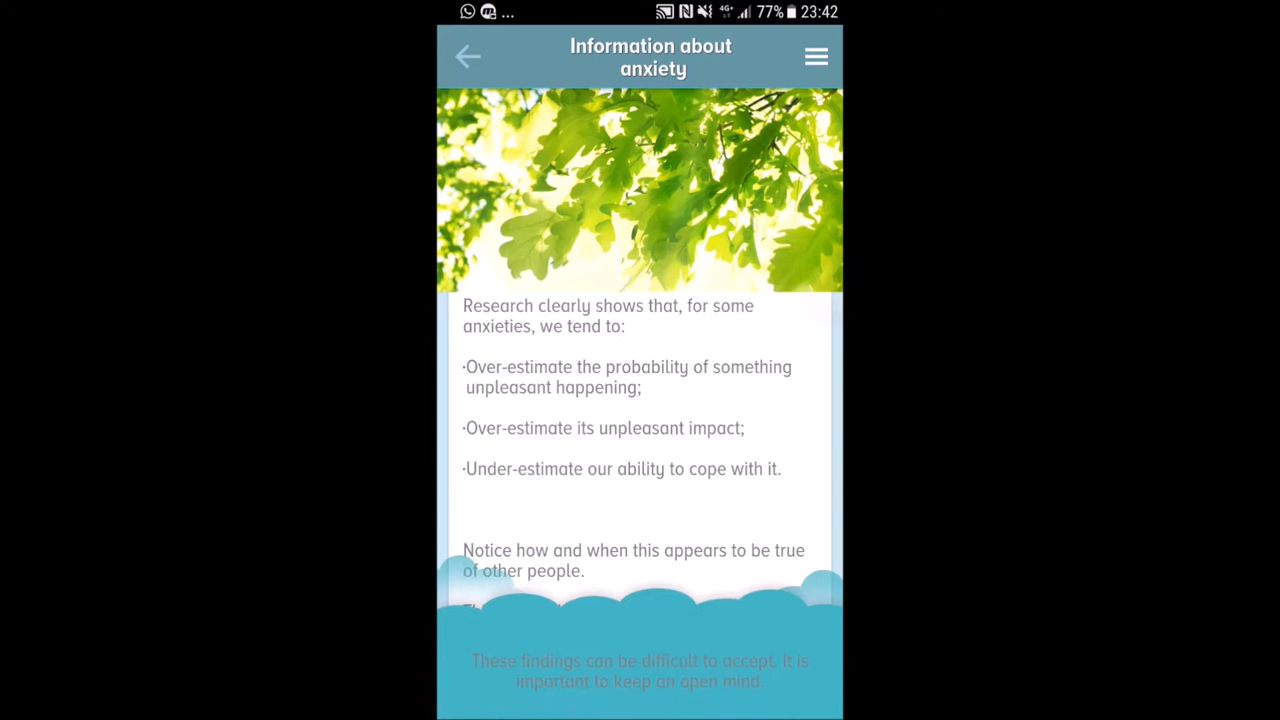 ... 4G+ 77% 23:42
Information about
anxiety
Research clearly shows that, for some
anxieties, we tend to:
·Over-estimate the probability of something
unpleasant happening;
·Over-estimate its unpleasant impact;
·Under-estimate our ability to cope with it.
Notice how and when this appears to be true
of other people.
These findings can be difficult to accept. It is
important to keep an open mind.